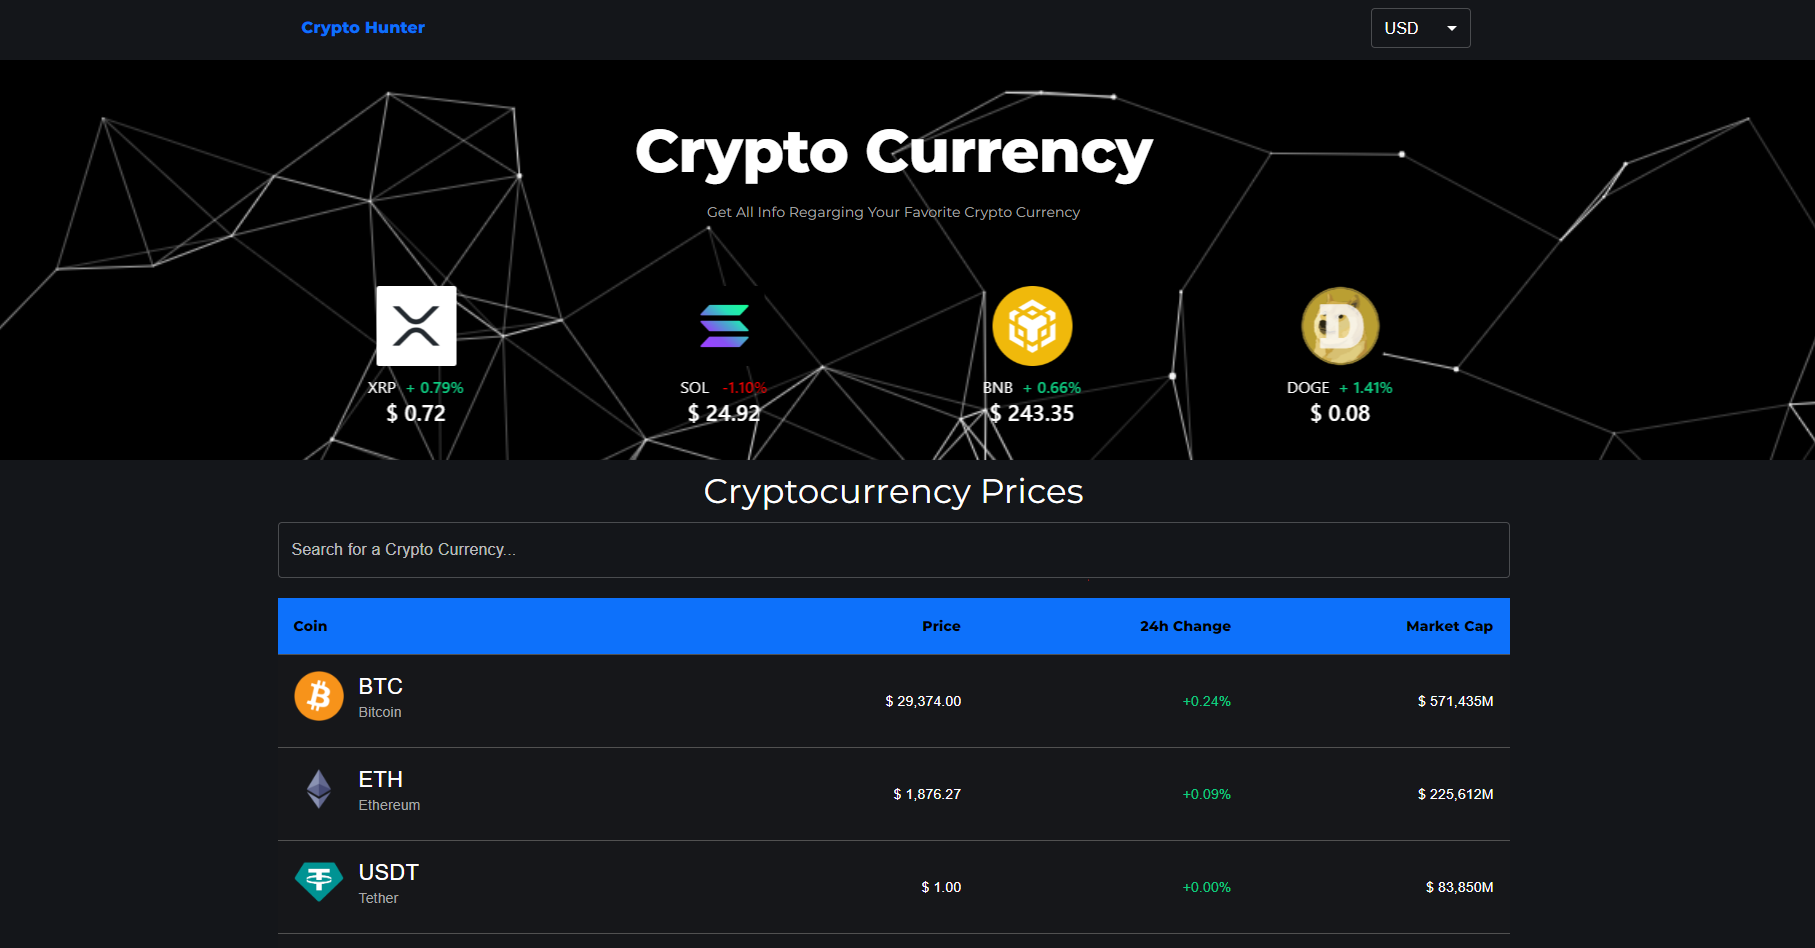 Crypto Hunter
USD
Crypto Currency
Get All Info Regarging Your Favorite Crypto Currency
XRP + 0.79%
$ 0.72
SOL -1.10%
$ 24.92
BNB + 0.66%
$ 243.35
DOGE + 1.41%
$ 0.08
Cryptocurrency Prices
Search for a Crypto Currency...
Coin Price 24h Change Market Cap
BTC
Bitcoin
$ 29,374.00 +0.24% $ 571,435M
ETH
Ethereum
$ 1,876.27 +0.09% $ 225,612M
USDT
Tether
$ 1.00 +0.00% $ 83,850M